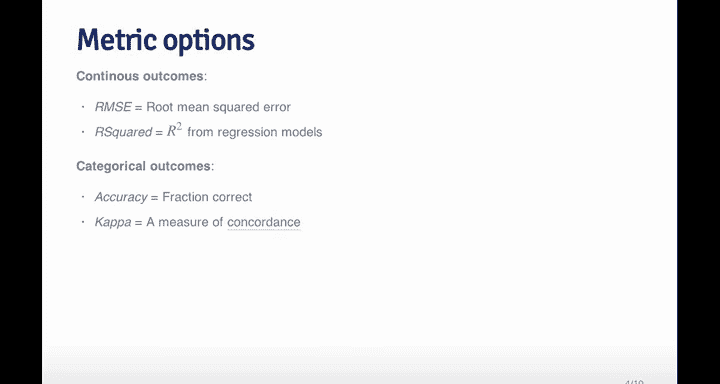 Metric options
Continous outcomes:
· RMSE = Root mean squared error
· RSquared = R² from regression models
Categorical outcomes:
· Accuracy = Fraction correct
· Kappa = A measure of concordance